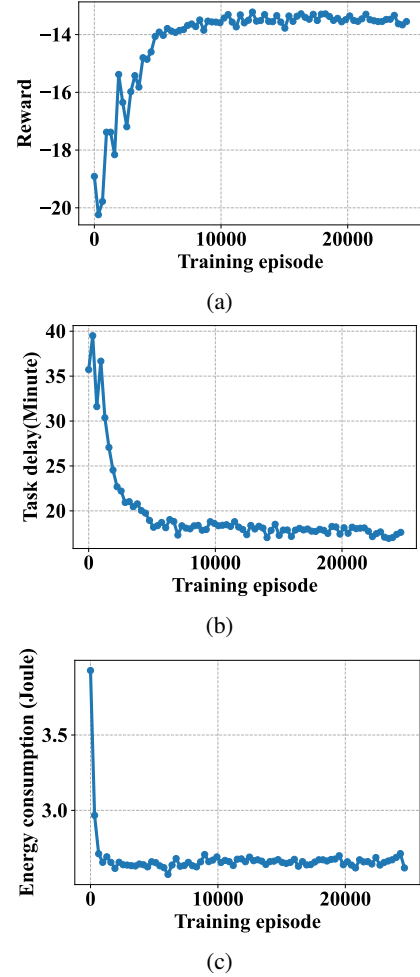 −14
−16
−18
−20
Reward
0
10000
20000
Training episode
(a)
40
35
30
25
20
Task delay(Minute)
0
10000
20000
Training episode
(b)
3.5
3.0
Energy consumption (Joule)
0
10000
20000
Training episode
(c)